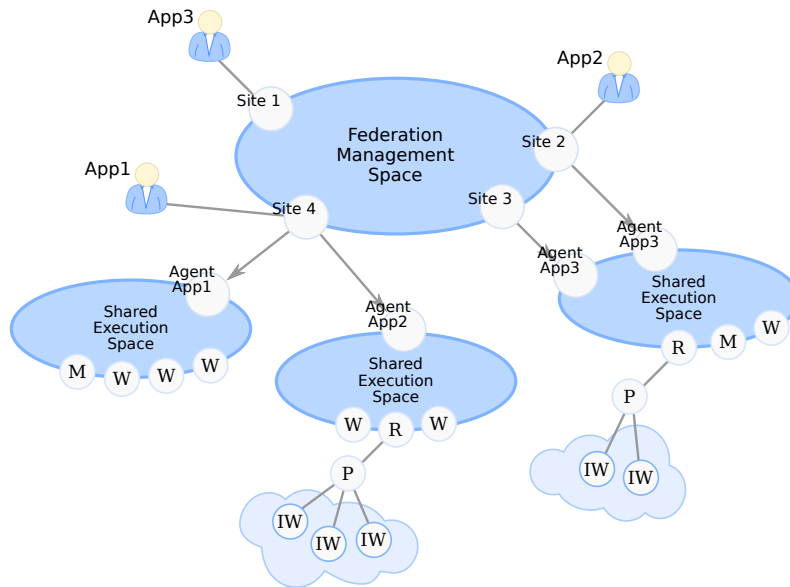 App3
App2
Site 1
Federation
Management
Space
Site 2
App1
Site 3
Site 4
Agent
App3
Agent
App3
Agent
App1
Shared
Execution
Space
Agent
App2
Shared
Execution
Space
M
W
W
W
R
M
W
Shared
Execution
Space
W
R
W
P
P
IW
IW
IW
IW
IW